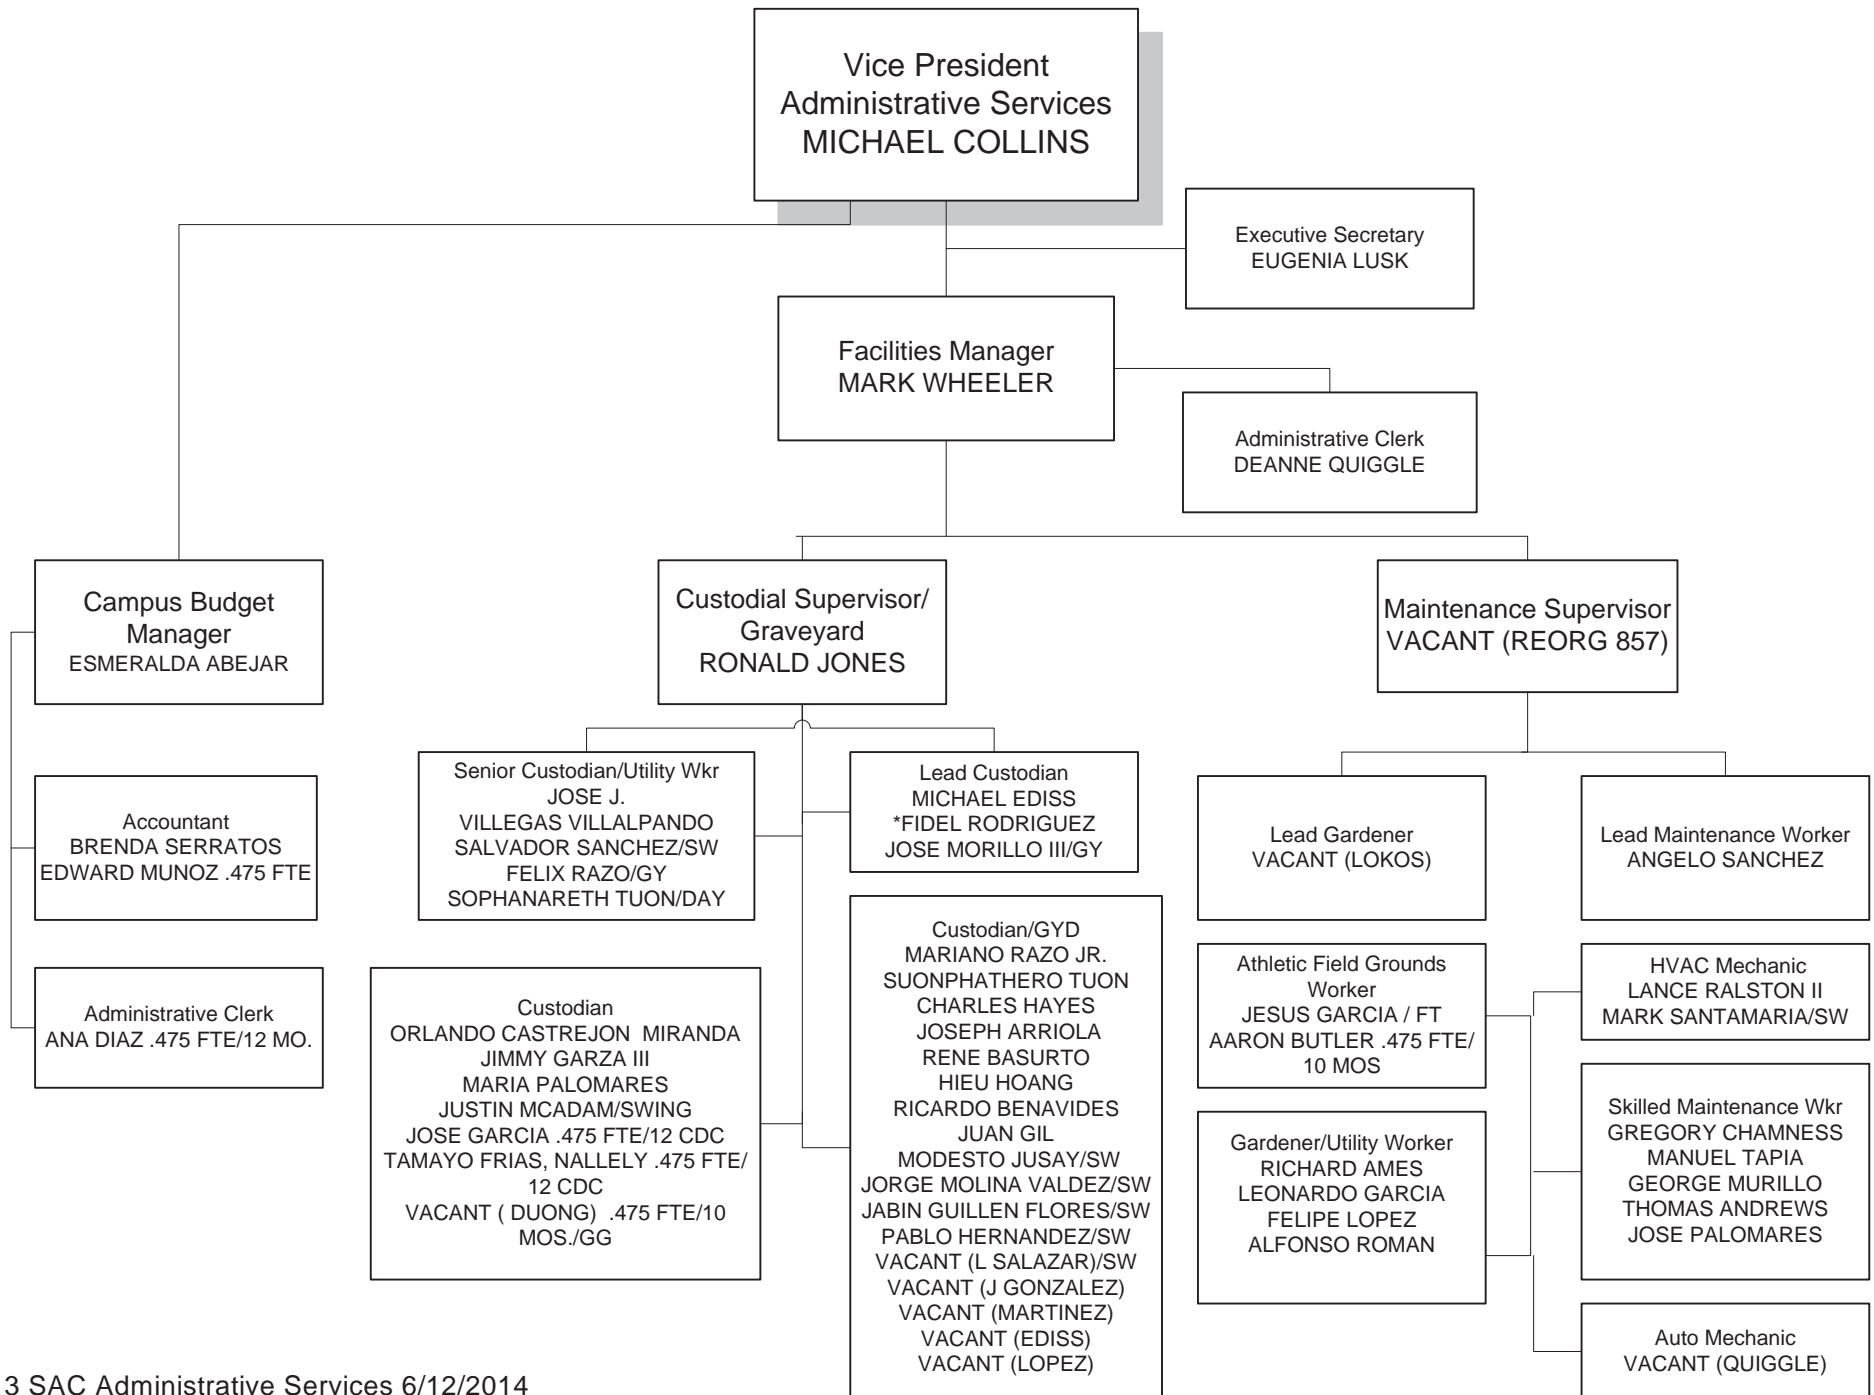 Vice President
Administrative Services
MICHAEL COLLINS
Executive Secretary
EUGENIA LUSK
Facilities Manager
MARK WHEELER
Administrative Clerk
DEANNE QUIGGLE
Campus Budget
Manager
ESMERALDA ABEJAR
Custodial Supervisor/
Graveyard
RONALD JONES
Maintenance Supervisor
VACANT (REORG 857)
Accountant
BRENDA SERRATOS
EDWARD MUNOZ .475 FTE
Administrative Clerk
ANA DIAZ .475 FTE/12 MO.
Senior Custodian/Utility Wkr
JOSE J.
VILLEGAS VILLALPANDO
SALVADOR SANCHEZ/SW
FELIX RAZO/GY
SOPHANARETH TUON/DAY
Lead Custodian
MICHAEL EDISS
*FIDEL RODRIGUEZ
JOSE MORILLO III/GY
Custodian
ORLANDO CASTREJON  MIRANDA
JIMMY GARZA III
MARIA PALOMARES
JUSTIN MCADAM/SWING
JOSE GARCIA .475 FTE/12 CDC
TAMAYO FRIAS, NALLELY .475 FTE/
12 CDC
VACANT ( DUONG)  .475 FTE/10
MOS./GG
Custodian/GYD
MARIANO RAZO JR.
SUONPHATHERO TUON
CHARLES HAYES
JOSEPH ARRIOLA
RENE BASURTO
HIEU HOANG
RICARDO BENAVIDES
JUAN GIL
MODESTO JUSAY/SW
JORGE MOLINA VALDEZ/SW
JABIN GUILLEN FLORES/SW
PABLO HERNANDEZ/SW
VACANT (L SALAZAR)/SW
VACANT (J GONZALEZ)
VACANT (MARTINEZ)
VACANT (EDISS)
VACANT (LOPEZ)
Lead Gardener
VACANT (LOKOS)
Lead Maintenance Worker
ANGELO SANCHEZ
Athletic Field Grounds
Worker
JESUS GARCIA / FT
AARON BUTLER .475 FTE/
10 MOS
HVAC Mechanic
LANCE RALSTON II
MARK SANTAMARIA/SW
Gardener/Utility Worker
RICHARD AMES
LEONARDO GARCIA
FELIPE LOPEZ
ALFONSO ROMAN
Skilled Maintenance Wkr
GREGORY CHAMNESS
MANUEL TAPIA
GEORGE MURILLO
THOMAS ANDREWS
JOSE PALOMARES
Auto Mechanic
VACANT (QUIGGLE)
3 SAC Administrative Services 6/12/2014